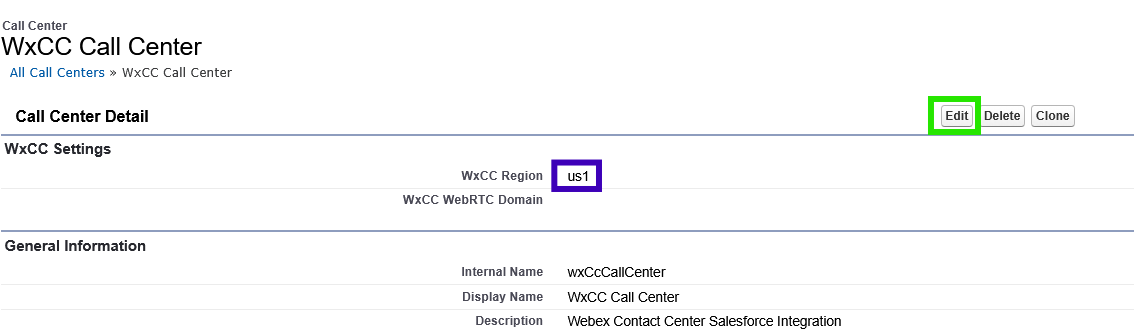 Call Center
WxCC Call Center
All Call Centers » WxCC Call Center
Call Center Detail Edit Delete Clone
WxCC Settings
WxCC Region us1
WxCC WebRTC Domain
General Information
Internal Name wxCcCallCenter
Display Name WxCC Call Center
Description Webex Contact Center Salesforce Integration